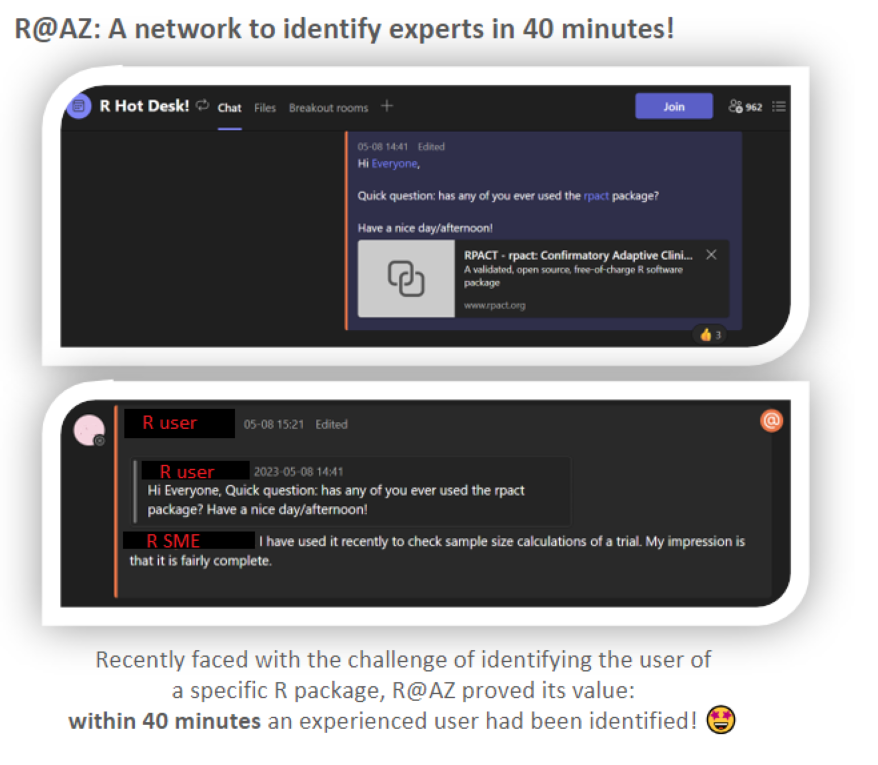 R@AZ: A network to identify experts in 40 minutes!
R Hot Desk! Chat Files Breakout rooms + Join 962
05-08 14:41 Edited
Hi Everyone,
Quick question: has any of you ever used the rpact package?
Have a nice day/afternoon!
RPACT - rpact: Confirmatory Adaptive Clini...
A validated, open source, free-of-charge R software
package
www.rpact.org
3
R user 05-08 15:21 Edited
@
R user 2023-05-08 14:41
Hi Everyone, Quick question: has any of you ever used the rpact
package? Have a nice day/afternoon!
R SME I have used it recently to check sample size calculations of a trial. My impression is
that it is fairly complete.
Recently faced with the challenge of identifying the user of
a specific R package, R@AZ proved its value:
within 40 minutes an experienced user had been identified!